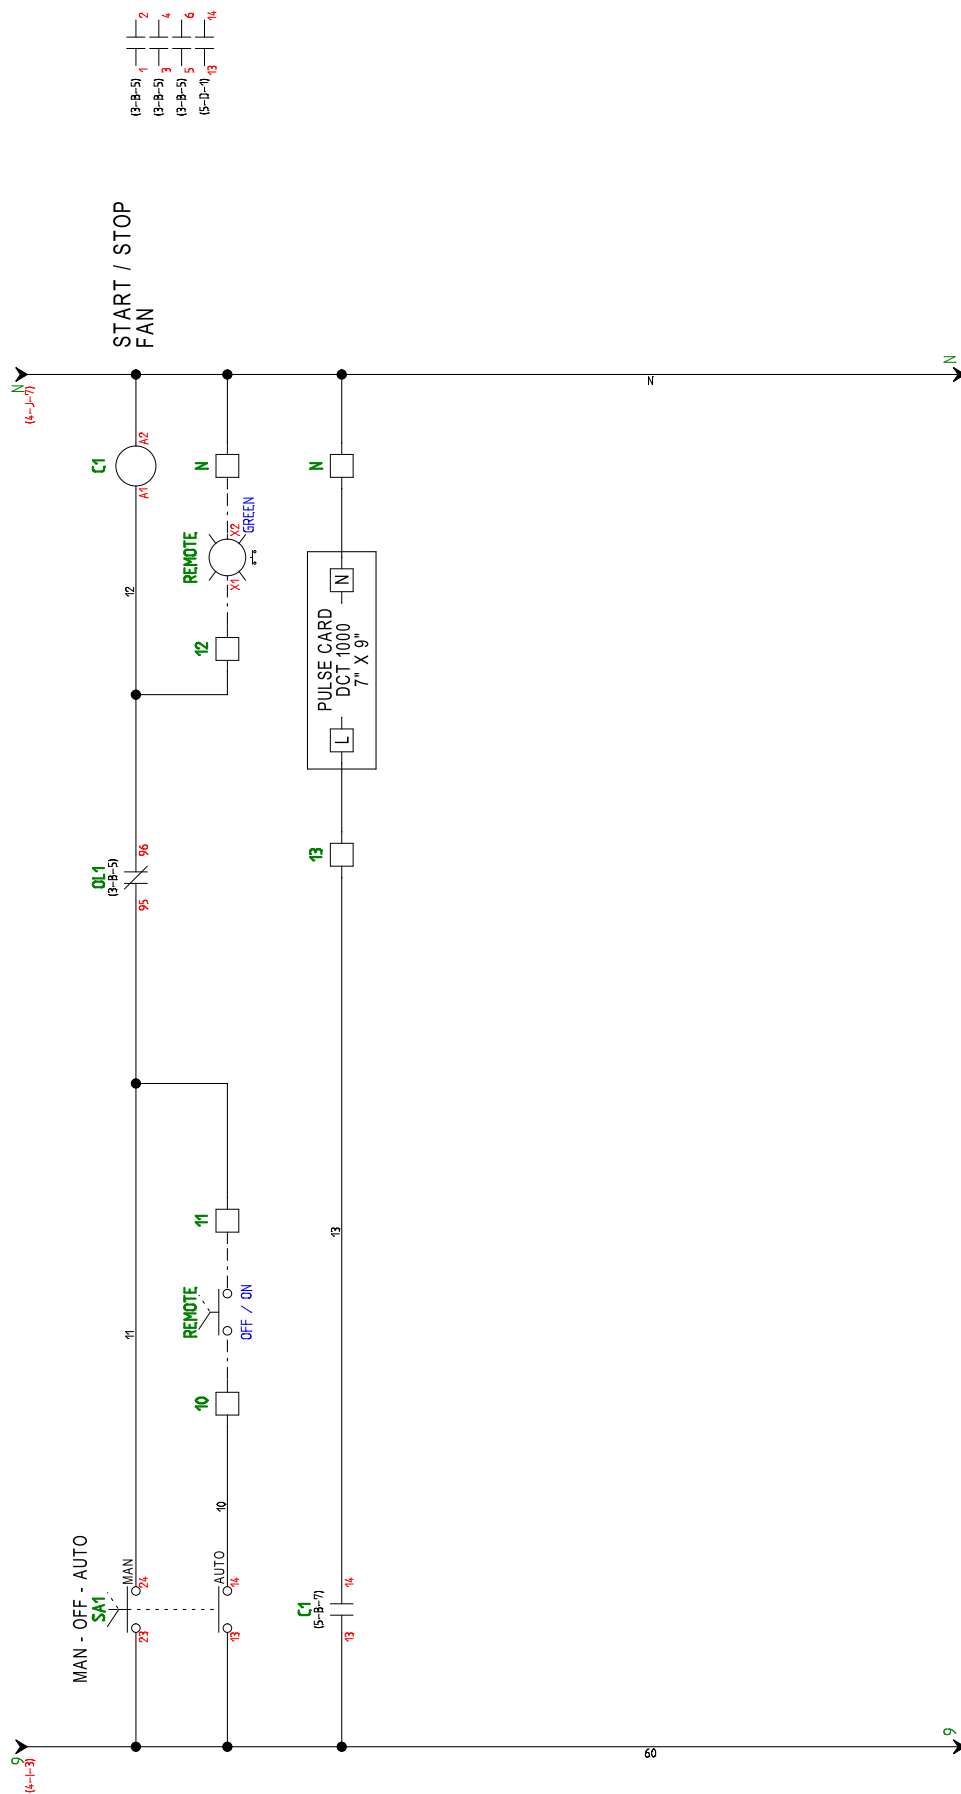 9
(4-I-3)
N
(4-J-7)
MAN - OFF - AUTO
SA1
MAN
23
24
11
OL1
(3-B-5)
95
96
12
C1
A1
A2
START / STOP
FAN
(3-B-5) 1 2
(3-B-5) 3 4
(3-B-5) 5 6
(5-D-1) 13 14
AUTO
13
14
10
10
REMOTE
OFF / ON
11
12
REMOTE
X1
X2
GREEN
N
C1
(5-B-7)
13
14
13
13
L
PULSE CARD
DCT 1000
7" X 9"
N
N
60
N
9
N